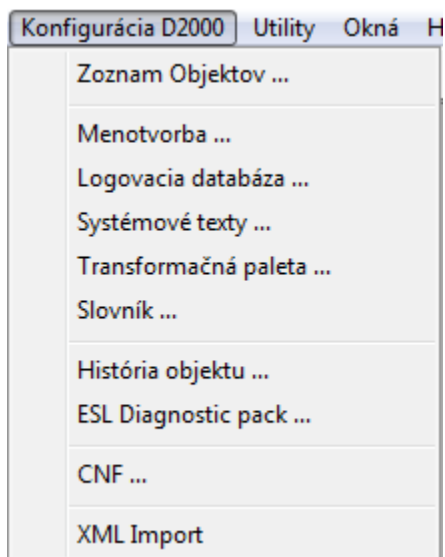 Konfigurácia D2000 Utility Okná
Zoznam Objektov ...
Menotvorba ...
Logovacia databáza ...
Systémové texty ...
Transformačná paleta ...
Slovník ...
História objektu ...
ESL Diagnostic pack ...
CNF ...
XML Import